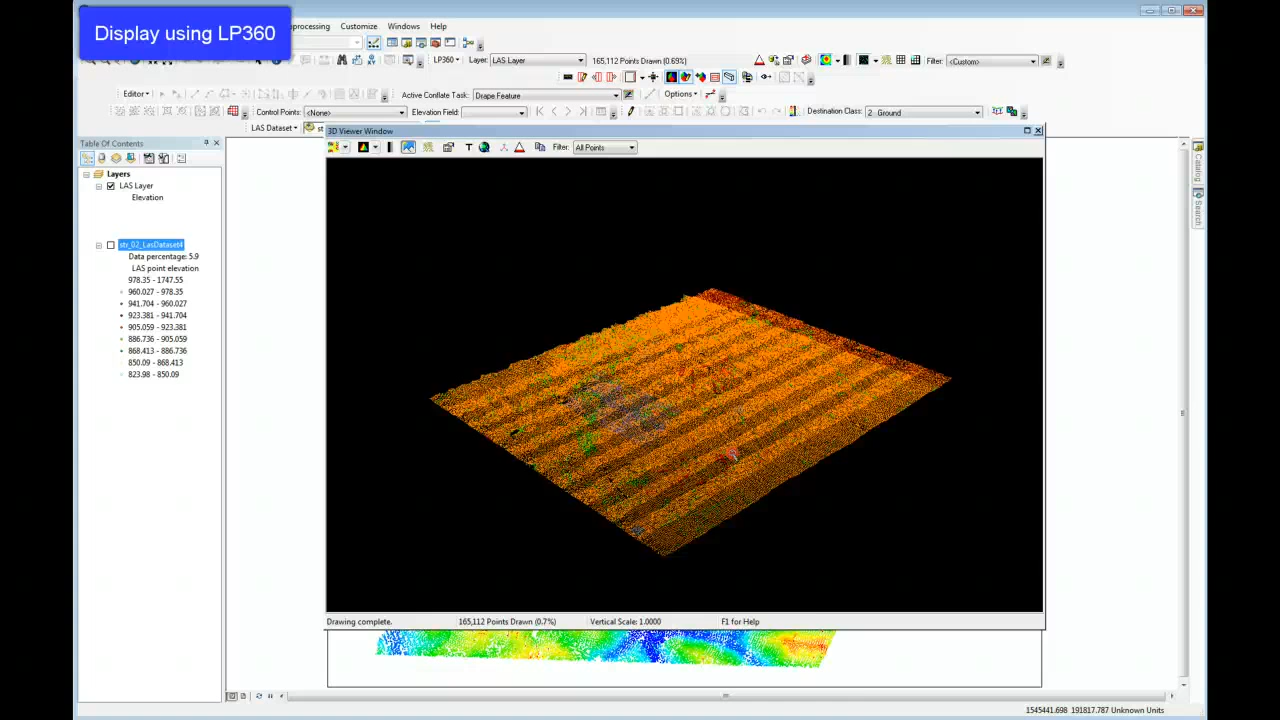 Display using LP360
processing Customize Windows Help
LP360 Layer: LAS Layer 165,112 Points Drawn (0.69%) Filter: <Custom>
Editor Active Conflate Task: Drape Feature Options
Control Points: <None> Elevation Field: Destination Class: 2 Ground
LAS Dataset
3D Viewer Window
Table Of Contents
Filter: All Points
Layers
LAS Layer
Elevation
str_02_LasDataset4
Data percentage: 5.9
LAS point elevation
978.35 - 1747.55
960.027 - 978.35
941.704 - 960.027
923.381 - 941.704
905.059 - 923.381
886.736 - 905.059
868.413 - 886.736
850.09 - 868.413
823.98 - 850.09
Catalog
Search
Drawing complete. 165,112 Points Drawn (0.7%) Vertical Scale: 1.0000 F1 for Help
1545441.698 191817.787 Unknown Units